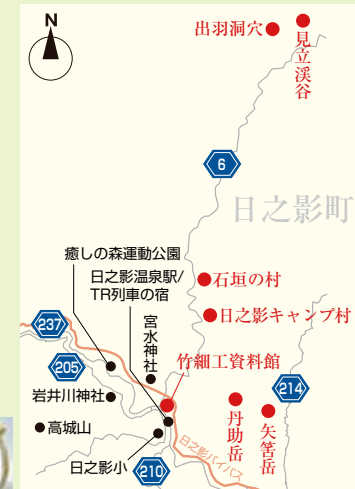 N
出羽洞穴
見立渓谷
6
日之影町
癒しの森運動公園
日之影温泉駅/
TR列車の宿
石垣の村
日之影キャンプ村
237
宮水神社
205
竹細工資料館
214
岩井川神社
丹助岳
矢筈岳
高城山
日之影バイパス
日之影小
210